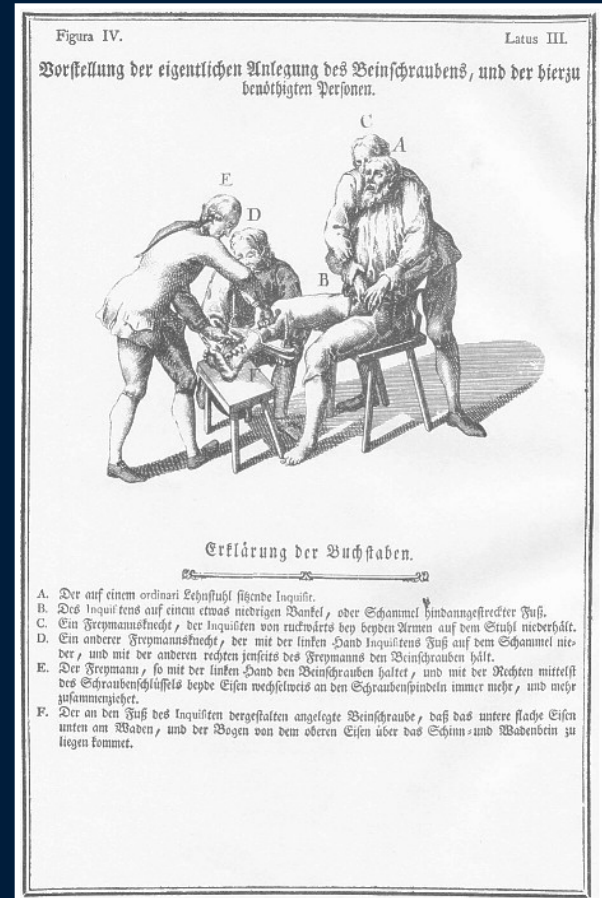 Figura IV.
Latus III.
Vorstellung der eigentlichen Anlegung des Beinschraubens, und der hierzu
benöthigten Personen.
C
A
E
D
B
Erklärung der Buchstaben.
A. Der auf einem ordinari Lehnstuhl sitzende Inquisit.
B. Des Inquisitens auf einem etwas niedrigen Bankel, oder Schammel hindanngestreckter Fuß.
C. Ein Freymannsknecht, der Inquisiten von ruckwärts bey beyden Armen auf dem Stuhl niederhält.
D. Ein anderer Freymannsknecht, der mit der linken Hand Inquisitens Fuß auf dem Schammel nie-
der, und mit der anderen rechten jenseits des Freymanns den Beinschrauben hält.
E. Der Freymann, so mit der linken Hand den Beinschrauben haltet, und mit der Rechten mittelst
des Schraubenschlüssels beyde Eisen wechselweis an den Schraubenspindeln immer mehr, und mehr
zusammenziehet.
F. Der an den Fuß des Inquisiten dergestalten angelegte Beinschraube, daß das untere flache Eisen
unten am Waden, und der Bogen von dem oberen Eisen über das Schinn- und Wadenbein zu
liegen kommet.